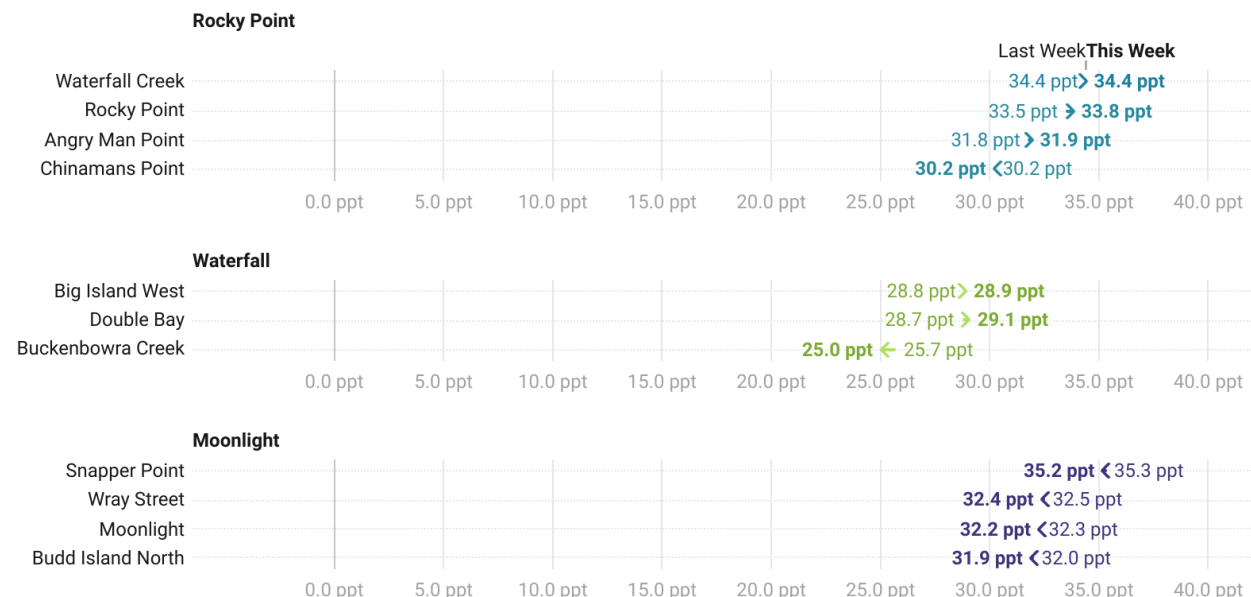 Rocky Point
Last Week This Week
Waterfall Creek 34.4 ppt 34.4 ppt
Rocky Point 33.5 ppt 33.8 ppt
Angry Man Point 31.8 ppt 31.9 ppt
Chinamans Point 30.2 ppt 30.2 ppt
0.0 ppt 5.0 ppt 10.0 ppt 15.0 ppt 20.0 ppt 25.0 ppt 30.0 ppt 35.0 ppt 40.0 ppt
Waterfall
Big Island West 28.8 ppt 28.9 ppt
Double Bay 28.7 ppt 29.1 ppt
Buckenbowra Creek 25.0 ppt 25.7 ppt
0.0 ppt 5.0 ppt 10.0 ppt 15.0 ppt 20.0 ppt 25.0 ppt 30.0 ppt 35.0 ppt 40.0 ppt
Moonlight
Snapper Point 35.2 ppt 35.3 ppt
Wray Street 32.4 ppt 32.5 ppt
Moonlight 32.2 ppt 32.3 ppt
Budd Island North 31.9 ppt 32.0 ppt
0.0 ppt 5.0 ppt 10.0 ppt 15.0 ppt 20.0 ppt 25.0 ppt 30.0 ppt 35.0 ppt 40.0 ppt